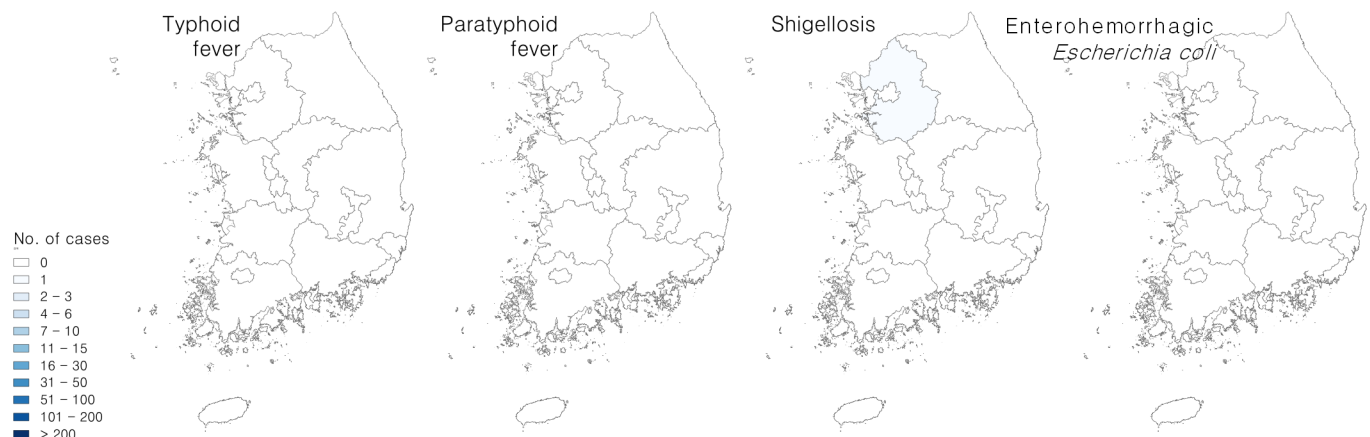 Typhoid
fever
Paratyphoid
fever
Shigellosis
Enterohemorrhagic
Escherichia coli
No. of cases
0
1
2 – 3
4 – 6
7 – 10
11 – 15
16 – 30
31 – 50
51 – 100
101 – 200
> 200